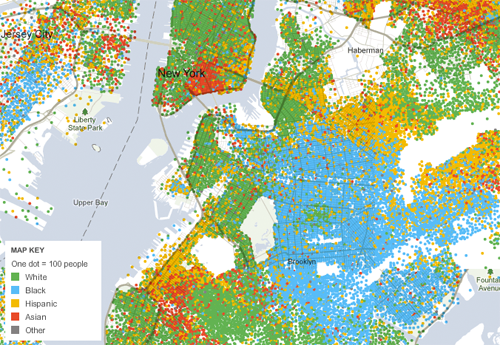 Jersey City
Haberman
New York
Liberty
State Park
Upper Bay
Brooklyn
MAP KEY
One dot = 100 people
White
Black
Hispanic
Asian
Other
Avenue